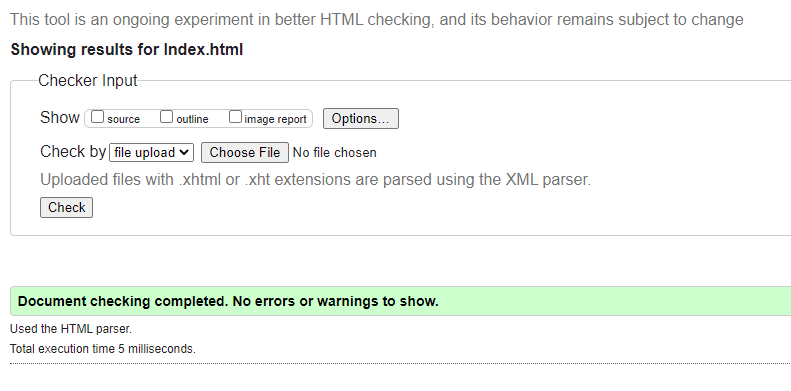 This tool is an ongoing experiment in better HTML checking, and its behavior remains subject to change
Showing results for Index.html
Checker Input
Show source outline image report Options...
Check by file upload Choose File No file chosen
Uploaded files with .xhtml or .xht extensions are parsed using the XML parser.
Check
Document checking completed. No errors or warnings to show.
Used the HTML parser.
Total execution time 5 milliseconds.